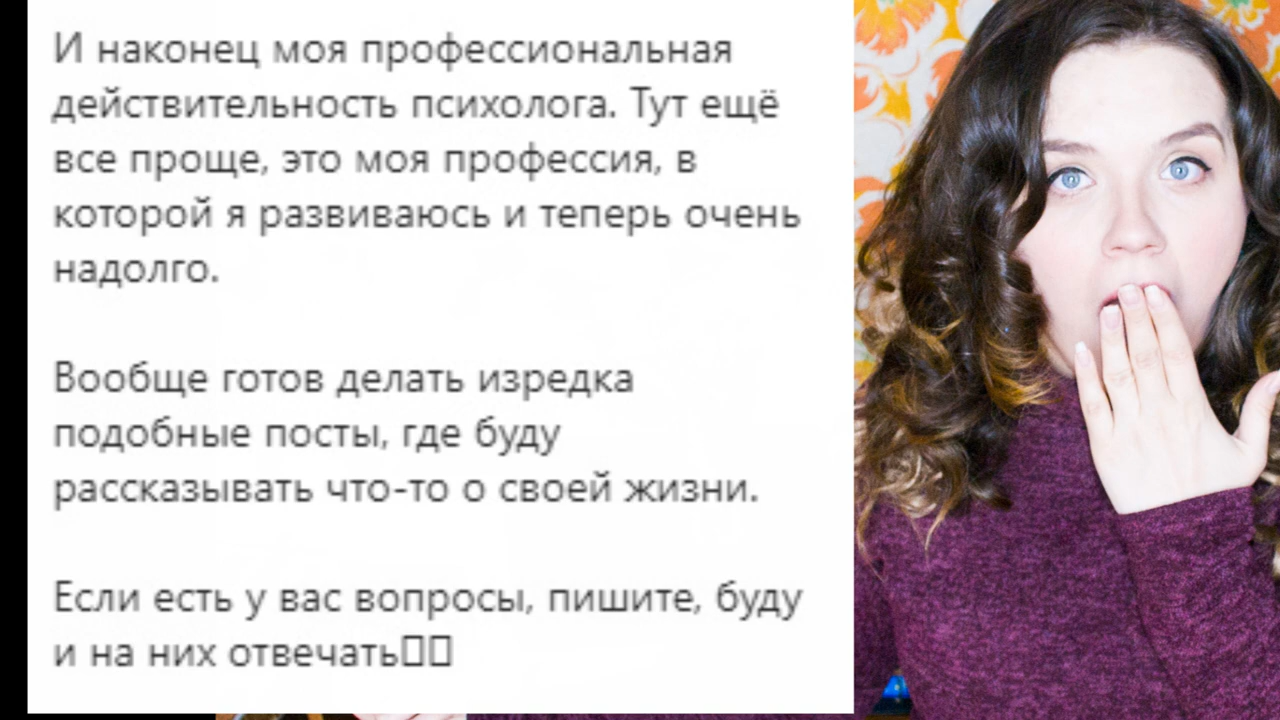 И наконец моя профессиональная
действительность психолога. Тут ещё
все проще, это моя профессия, в
которой я развиваюсь и теперь очень
надолго.
Вообще готов делать изредка
подобные посты, где буду
рассказывать что-то о своей жизни.
Если есть у вас вопросы, пишите, буду
и на них отвечать